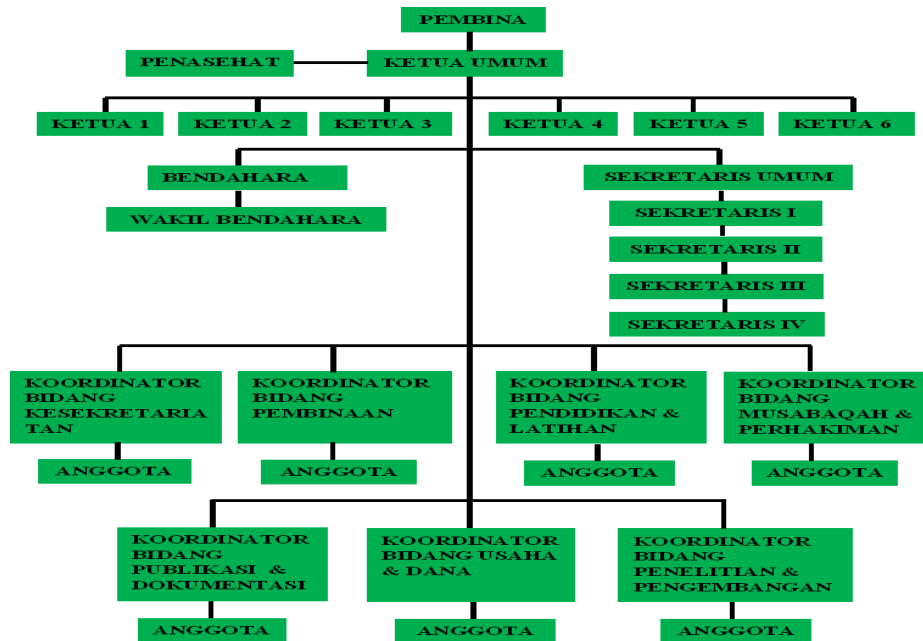 PEMBINA
PENASEHAT
KETUA UMUM
KETUA 1
KETUA 2
KETUA 3
KETUA 4
KETUA 5
KETUA 6
BENDAHARA
SEKRETARIS UMUM
WAKIL BENDAHARA
SEKRETARIS I
SEKRETARIS II
SEKRETARIS III
SEKRETARIS IV
KOORDINATOR
BIDANG
KESEKRETARIA
TAN
KOORDINATOR
BIDANG
PEMBINAAN
KOORDINATOR
BIDANG
PENDIDIKAN &
LATIHAN
KOORDINATOR
BIDANG
MUSABAQAH &
PERHAKIMAN
ANGGOTA
ANGGOTA
ANGGOTA
ANGGOTA
KOORDINATOR
BIDANG
PUBLIKASI &
DOKUMENTASI
KOORDINATOR
BIDANG USAHA
& DANA
KOORDINATOR
BIDANG
PENELITIAN &
PENGEMBANGAN
ANGGOTA
ANGGOTA
ANGGOTA